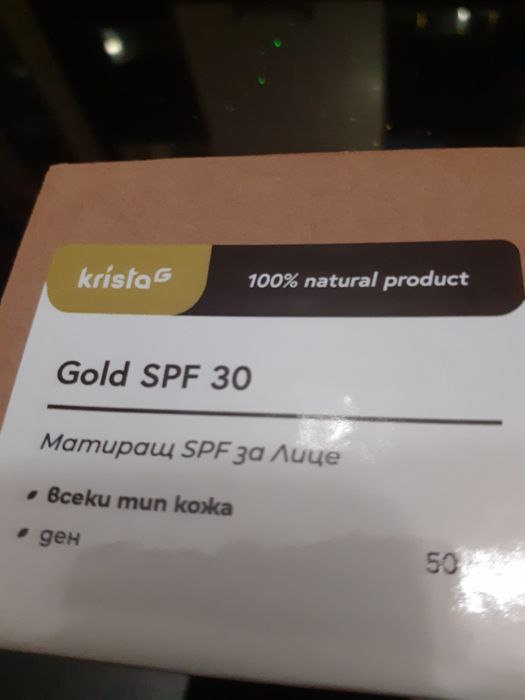 kristaG
100% natural product
Gold SPF 30
Матиращ SPF за Лице
всеки тип кожа
ден
50